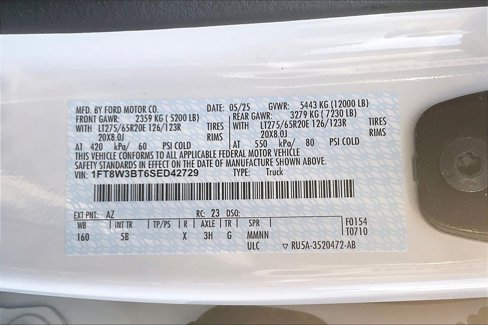 MFD. BY FORD MOTOR CO. 05/25 GVWR: 5443 KG (12000 LB)
FRONT GAWR: 2359 KG ( 5200 LB) REAR GAWR: 3279 KG ( 7230 LB)
WITH LT275/65R20E 126/123R TIRES WITH LT275/65R20E 126/123R TIRES
20X8.0J RIMS 20X8.0J RIMS
AT 420 kPa/ 60 PSI COLD AT 550 kPa/ 80 PSI COLD
THIS VEHICLE CONFORMS TO ALL APPLICABLE FEDERAL MOTOR VEHICLE
SAFETY STANDARDS IN EFFECT ON THE DATE OF MANUFACTURE SHOWN ABOVE.
VIN: 1FT8W3BT6SED42729 TYPE: Truck
EXT PNT: AZ RC: 23 DSO: F0154
WB INT TR TP/PS R AXLE TR SPR T0710
160 5B X 3H G MMNN
ULC ▽ RU5A-3520472-AB